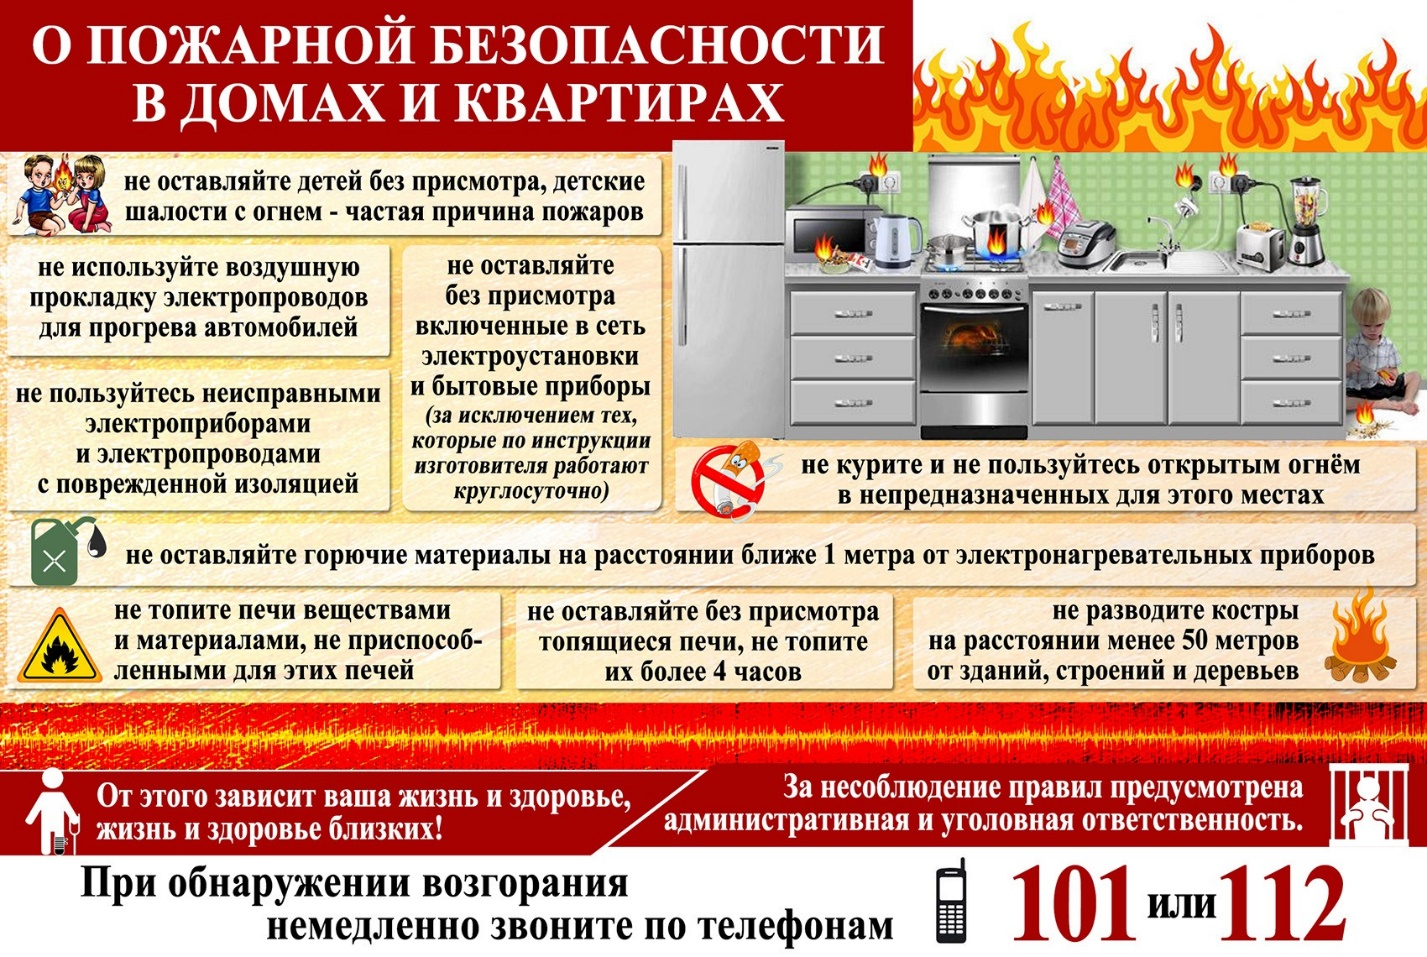 О ПОЖАРНОЙ БЕЗОПАСНОСТИ
В ДОМАХ И КВАРТИРАХ
не оставляйте детей без присмотра, детские
шалости с огнем - частая причина пожаров
не используйте воздушную
прокладку электропроводов
для прогрева автомобилей
не пользуйтесь неисправными
электроприборами
и электропроводами
с поврежденной изоляцией
не оставляйте
без присмотра
включенные в сеть
электроустановки
и бытовые приборы
(за исключением тех,
которые по инструкции
изготовителя работают
круглосуточно)
не курите и не пользуйтесь открытым огнём
в непредназначенных для этого местах
не оставляйте горючие материалы на расстоянии ближе 1 метра от электронагревательных приборов
не топите печи веществами
и материалами, не приспособ-
ленными для этих печей
не оставляйте без присмотра
топящиеся печи, не топите
их более 4 часов
не разводите костры
на расстоянии менее 50 метров
от зданий, строений и деревьев
От этого зависит ваша жизнь и здоровье,
жизнь и здоровье близких!
За несоблюдение правил предусмотрена
административная и уголовная ответственность.
При обнаружении возгорания
немедленно звоните по телефонам
101 или 112